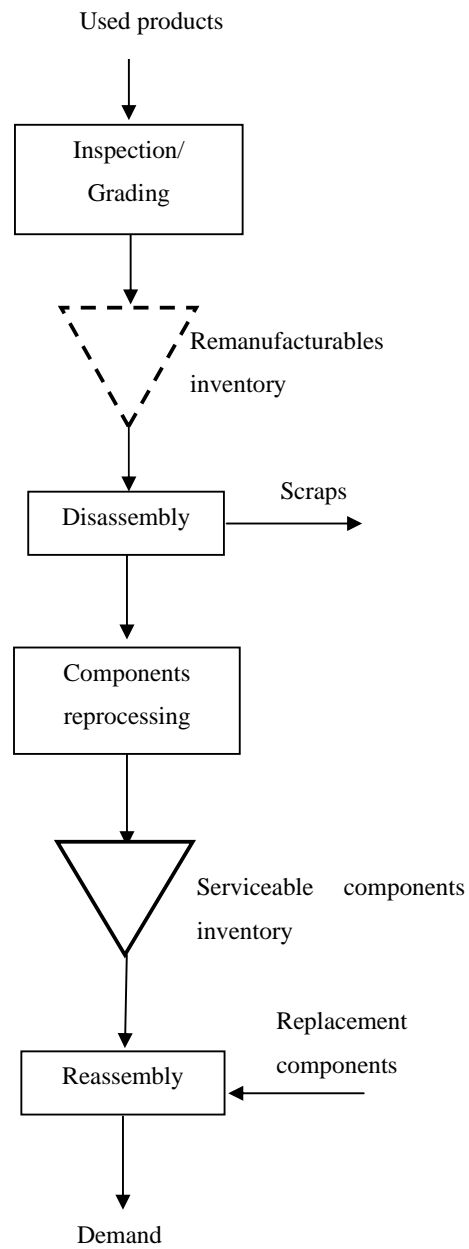 Used products
Inspection/
Grading
Remanufacturables
inventory
Scraps
Disassembly
Components
reprocessing
Serviceable components
inventory
Replacement
components
Reassembly
Demand